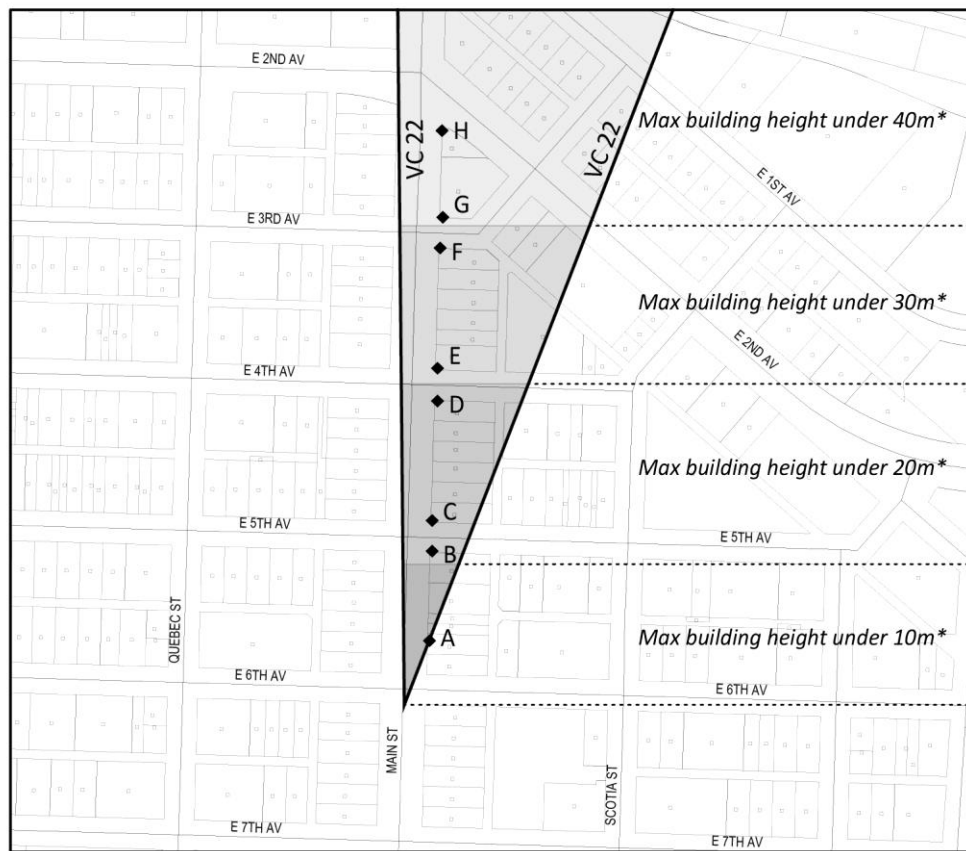 E 2ND AV
VC 22
H
VC 22
Max building height under 40m*
E 1ST AV
G
E 3RD AV
F
Max building height under 30m*
E 2ND AV
E
E 4TH AV
D
Max building height under 20m*
C
E 5TH AV
E 5TH AV
B
QUEBEC ST
A
Max building height under 10m*
E 6TH AV
E 6TH AV
MAIN ST
SCOTIA ST
E 7TH AV
E 7TH AV